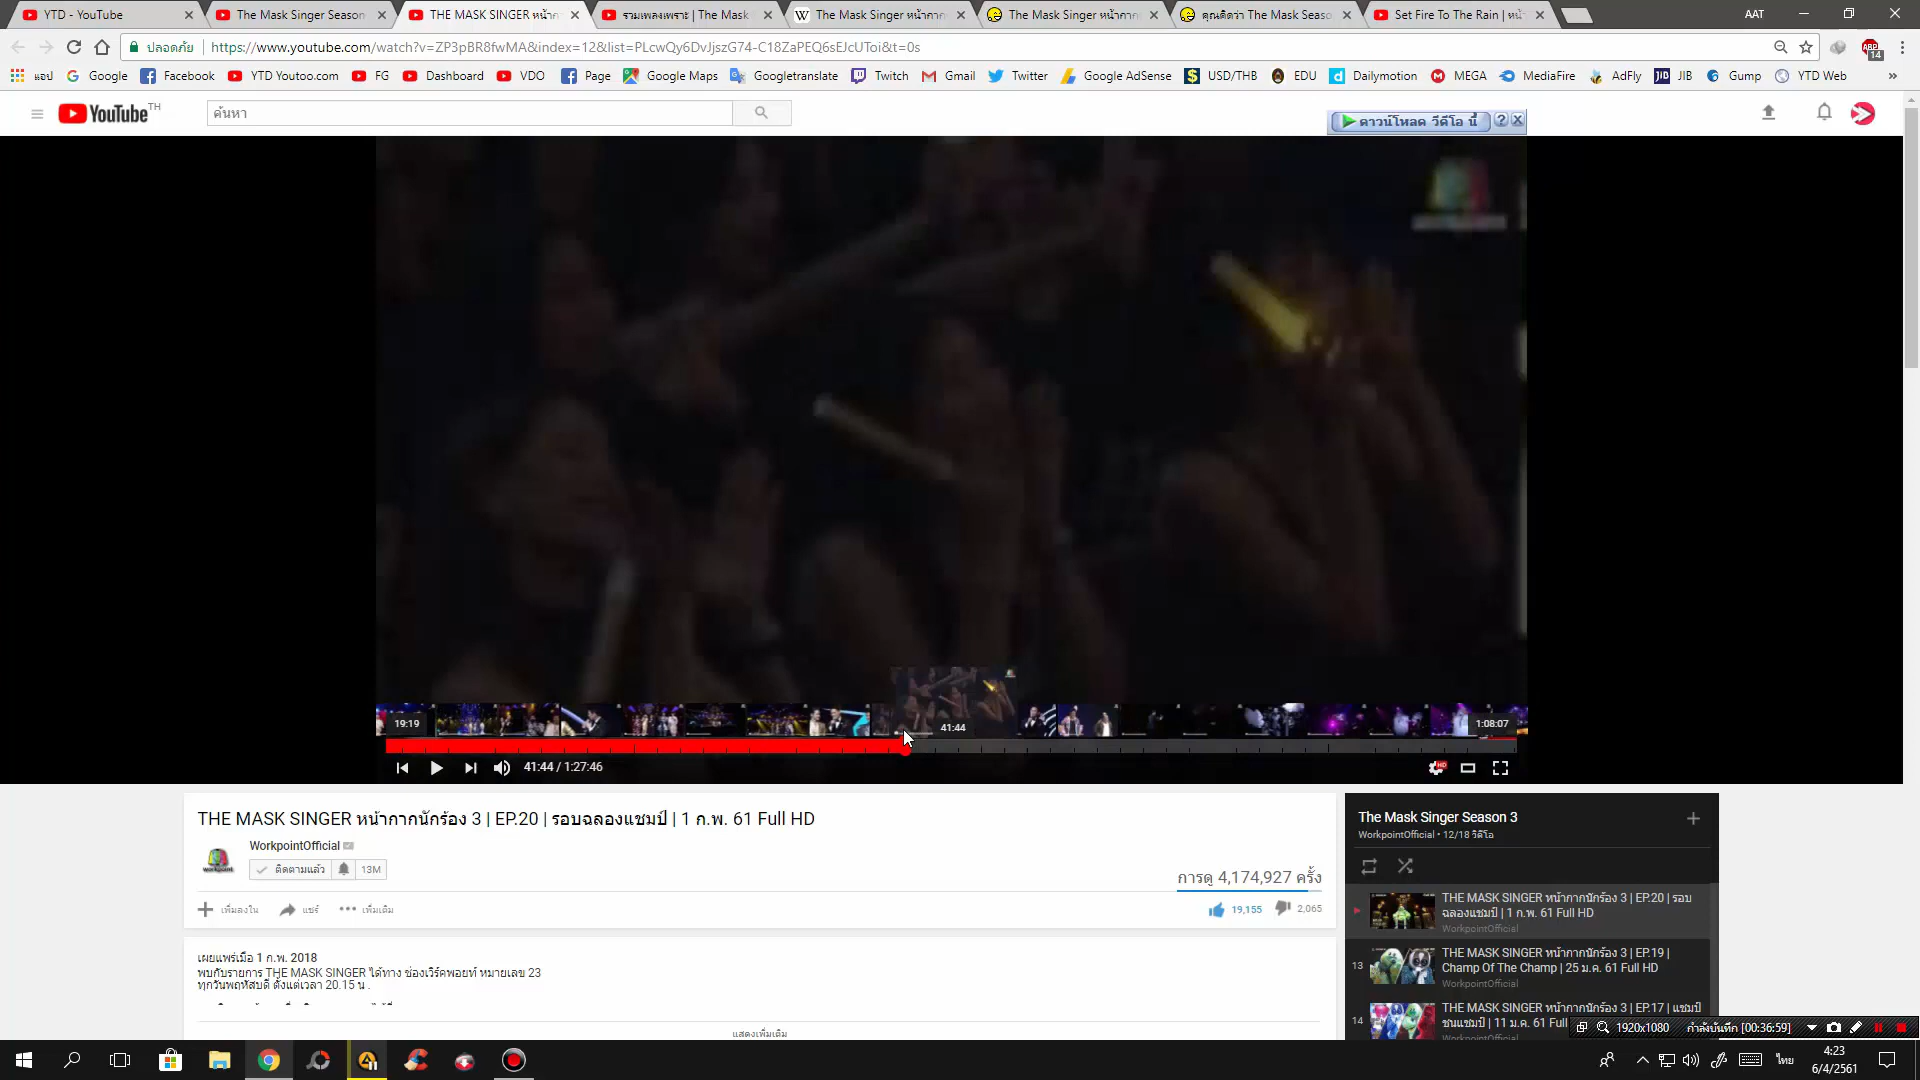 YTD - YouTube
The Mask Singer Season
THE MASK SINGER หน้าก
รวมเพลงเพราะ | The Mask
The Mask Singer หน้ากาก
The Mask Singer หน้ากาก
คุณคิดว่า The Mask Seaso
Set Fire To The Rain | หน้า
AAT
ปลอดภัย
https://www.youtube.com/watch?v=ZP3pBR8fwMA&index=12&list=PLcwQy6DvJjszG74-C18ZaPEQ6sEJcUToi&t=0s
14
แอป
Google
Facebook
YTD Youtoo.com
FG
Dashboard
VDO
Page
Google Maps
Googletranslate
Twitch
Gmail
Twitter
Google AdSense
USD/THB
EDU
Dailymotion
MEGA
MediaFire
AdFly
JIB
Gump
YTD Web
YouTube TH
ค้นหา
ดาวน์โหลด วีดีโอ นี้
19:19
41:44
1:08:07
41:44 / 1:27:46
THE MASK SINGER หน้ากากนักร้อง 3 | EP.20 | รอบฉลองแชมป์ | 1 ก.พ. 61 Full HD
WorkpointOfficial
ติดตามแล้ว
13M
การดู 4,174,927 ครั้ง
เพิ่มลงใน
แชร์
เพิ่มเติม
19,155
2,065
เผยแพร่เมื่อ 1 ก.พ. 2018
พบกับรายการ THE MASK SINGER ได้ทาง ช่องเวิร์คพอยท์ หมายเลข 23
ทุกวันพฤหัสบดี ตั้งแต่เวลา 20.15 น .
แสดงเพิ่มเติม
The Mask Singer Season 3
WorkpointOfficial • 12/18 วิดีโอ
THE MASK SINGER หน้ากากนักร้อง 3 | EP.20 | รอบ
ฉลองแชมป์ | 1 ก.พ. 61 Full HD
WorkpointOfficial
13
THE MASK SINGER หน้ากากนักร้อง 3 | EP.19 |
Champ Of The Champ | 25 ม.ค. 61 Full HD
WorkpointOfficial
14
THE MASK SINGER หน้ากากนักร้อง 3 | EP.17 | แชมป์
ชนแชมป์ | 11 ม.ค. 61 Full
1920x1080
กำลังบันทึก [00:36:59]
ไทย
4:23
6/4/2561